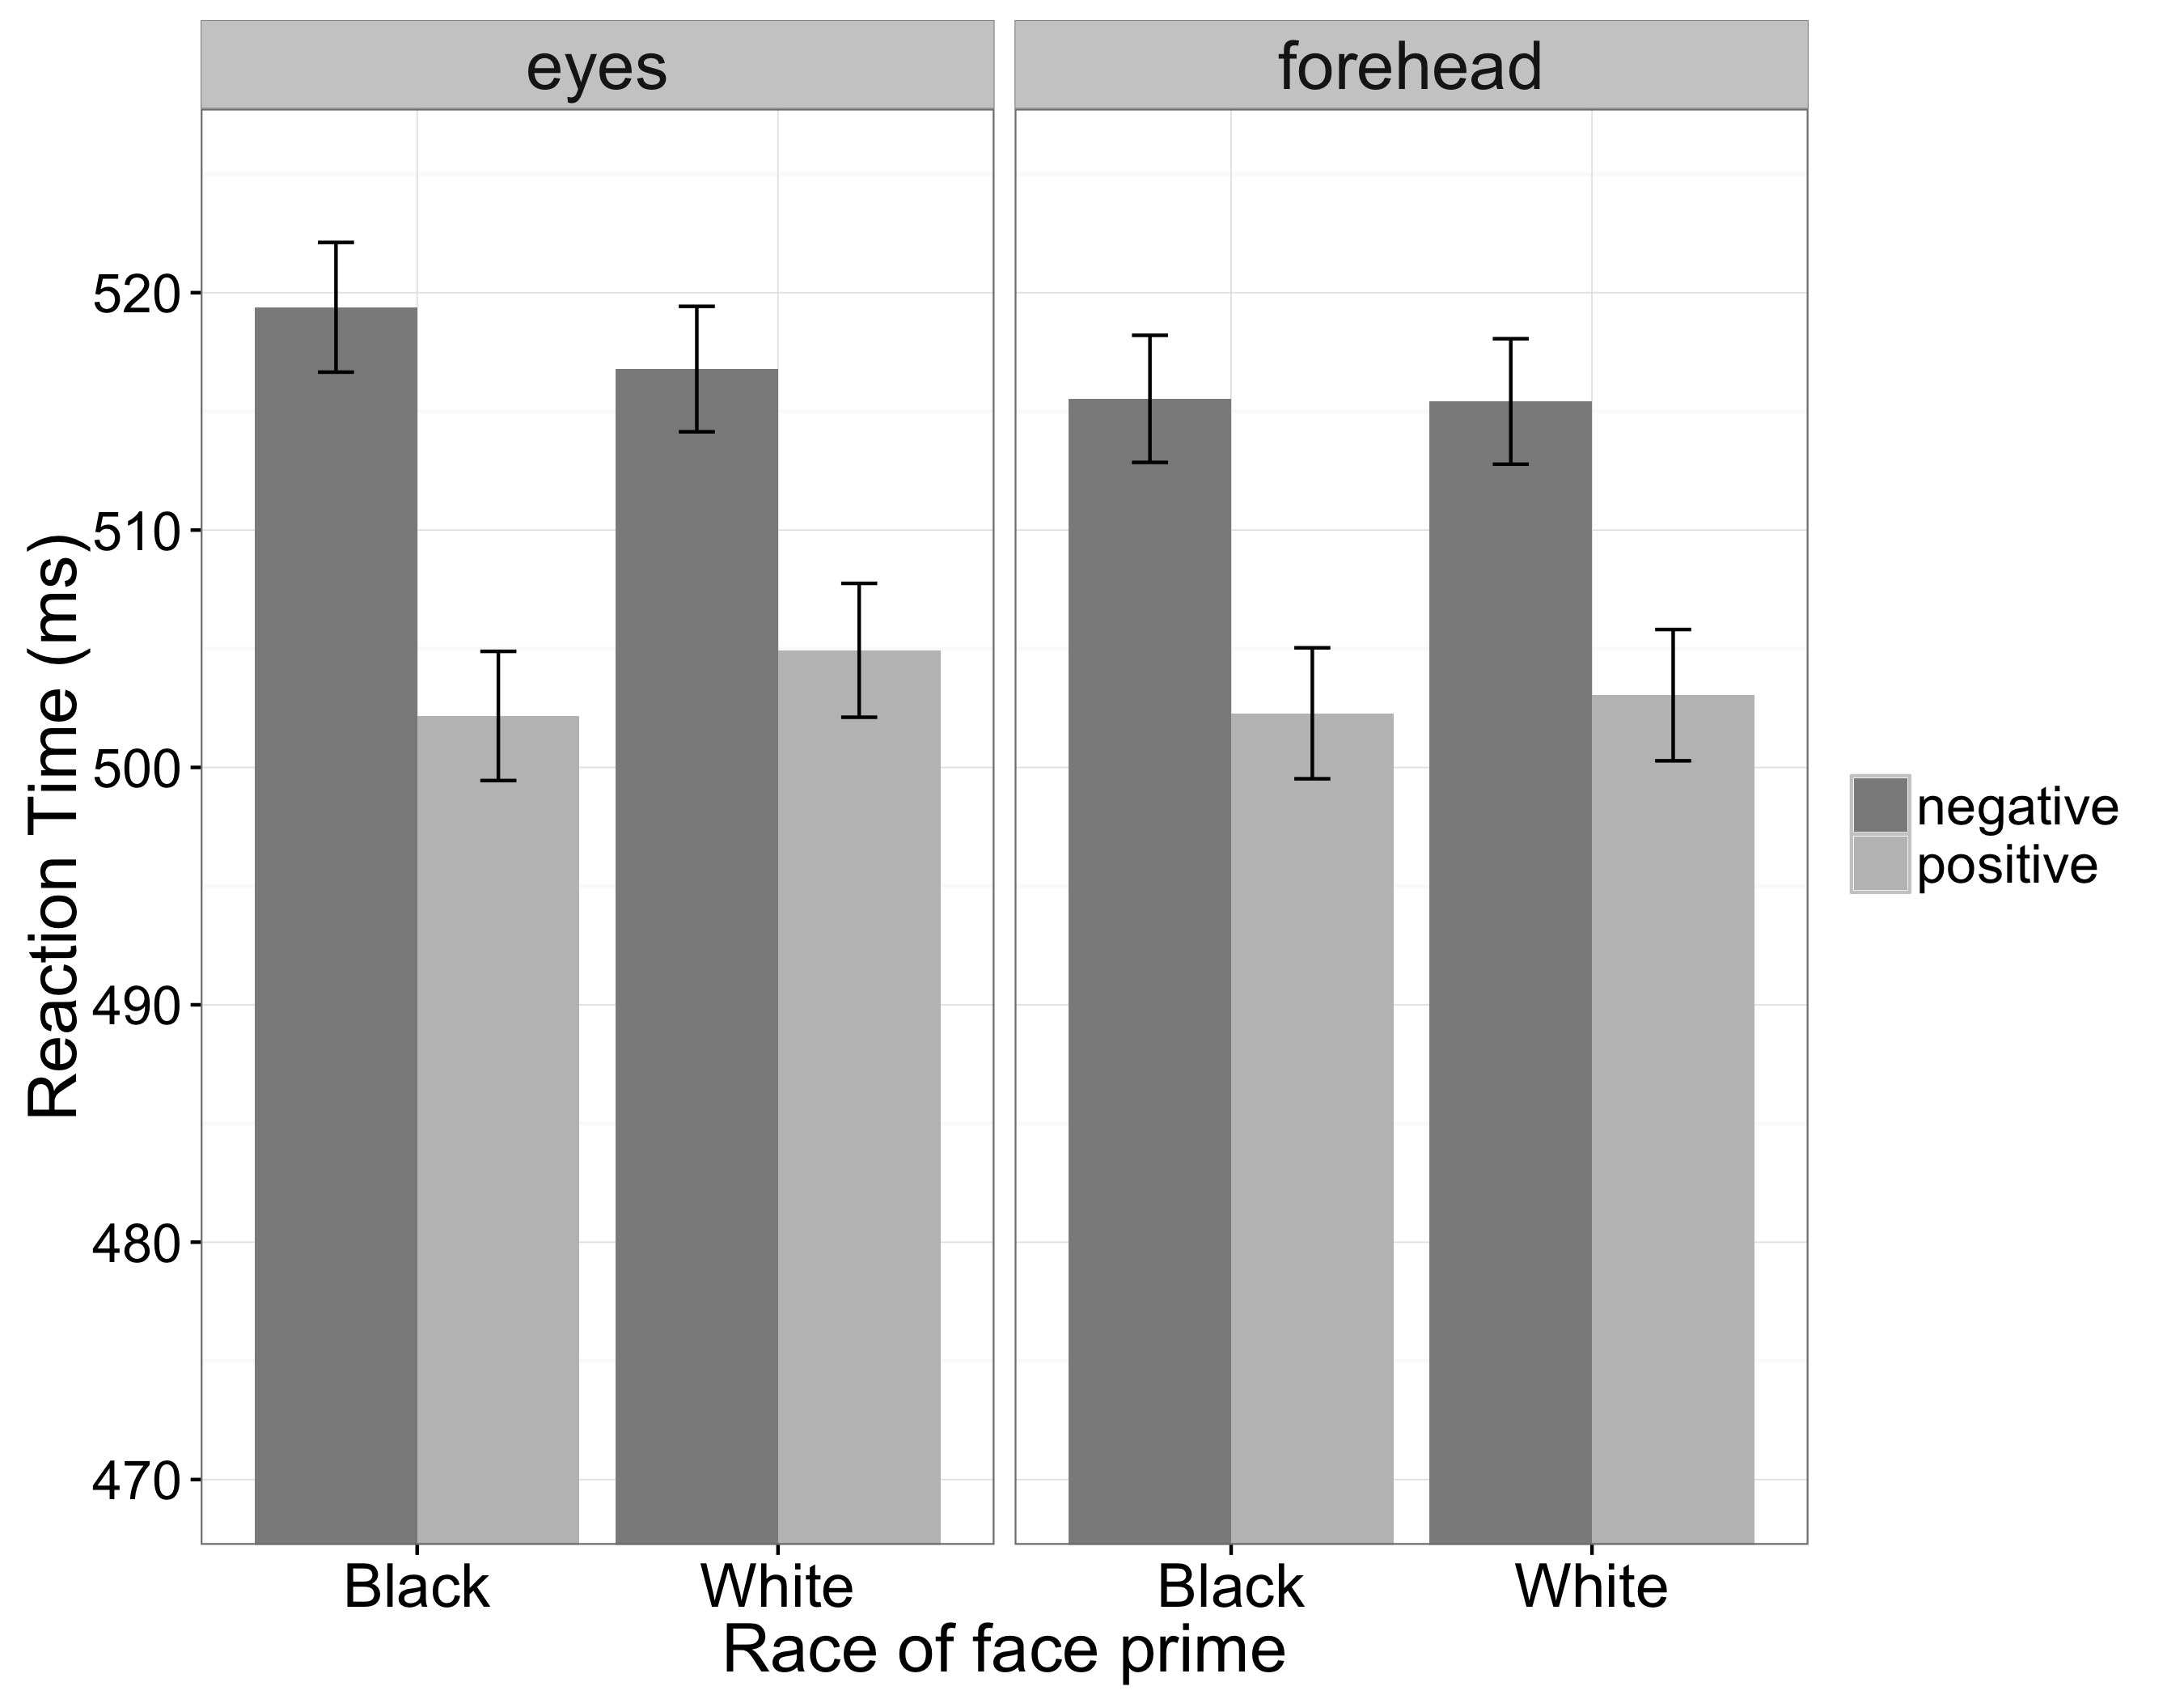 eyes
forehead
Reaction Time (ms)
520
510
500
490
480
470
negative
positive
Black
White
Black
White
Race of face prime